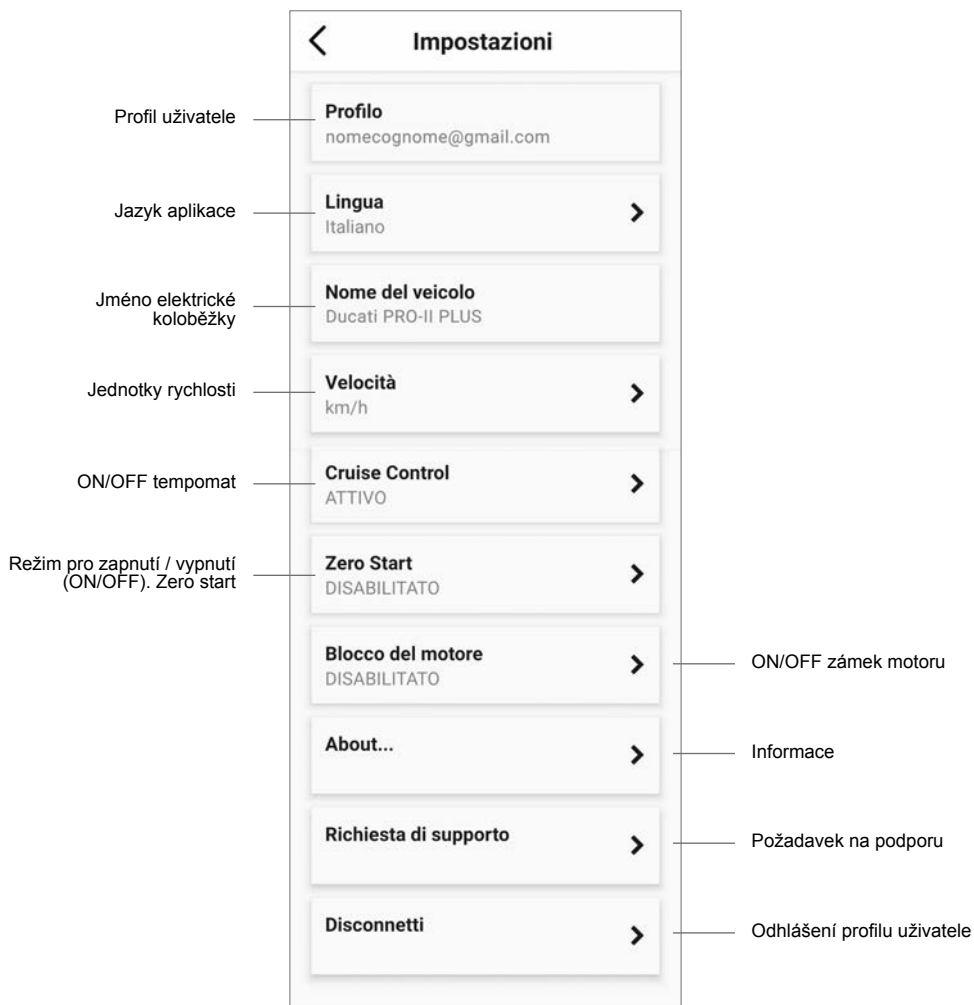 Impostazioni
Profil uživatele
Profilo
nomecognome@gmail.com
Jazyk aplikace
Lingua
Italiano
Jméno elektrické
koloběžky
Nome del veicolo
Ducati PRO-II PLUS
Jednotky rychlosti
Velocità
km/h
ON/OFF tempomat
Cruise Control
ATTIVO
Režim pro zapnutí / vypnutí
(ON/OFF). Zero start
Zero Start
DISABILITATO
Blocco del motore
DISABILITATO
ON/OFF zámek motoru
About...
Informace
Richiesta di supporto
Požadavek na podporu
Disconnetti
Odhlášení profilu uživatele